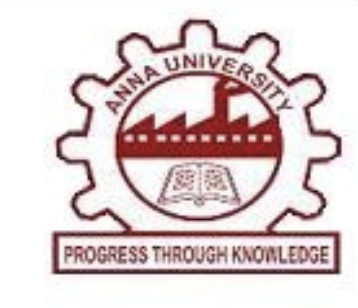 ANNA UNIVERSITY
PROGRESS THROUGH KNOWLEDGE